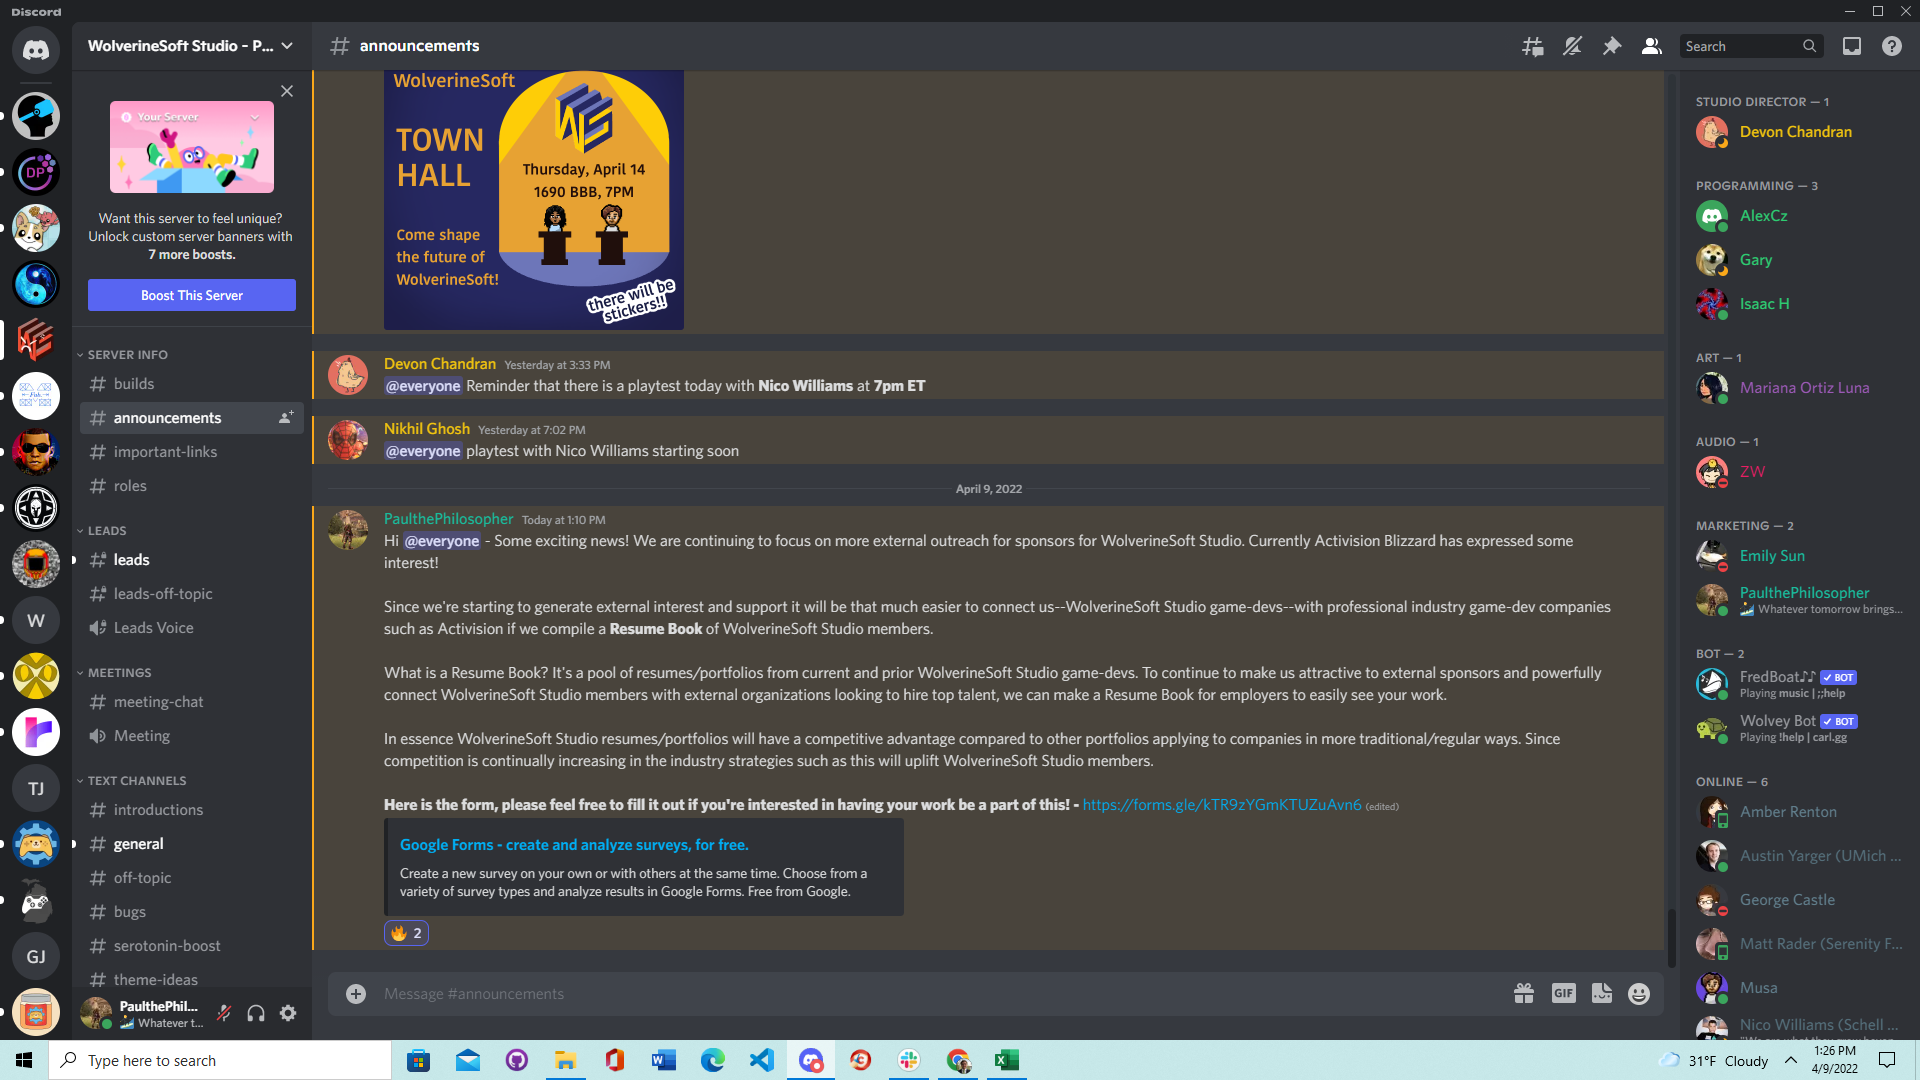 Discord
WolverineSoft Studio - P...
announcements
Search
Your Server
Want this server to feel unique?
Unlock custom server banners with
7 more boosts.
Boost This Server
SERVER INFO
builds
announcements
important-links
roles
LEADS
leads
leads-off-topic
Leads Voice
MEETINGS
meeting-chat
Meeting
TEXT CHANNELS
introductions
general
off-topic
bugs
serotonin-boost
theme-ideas
PaulthePhil...
Whatever t...
DP
W
TJ
GJ
WolverineSoft
TOWN
HALL
Thursday, April 14
1690 BBB, 7PM
Come shape
the future of
WolverineSoft!
there will be
stickers!!
Devon Chandran Yesterday at 3:33 PM
@everyone Reminder that there is a playtest today with Nico Williams at 7pm ET
Nikhil Ghosh Yesterday at 7:02 PM
@everyone playtest with Nico Williams starting soon
April 9, 2022
PaulthePhilosopher Today at 1:10 PM
Hi @everyone - Some exciting news! We are continuing to focus on more external outreach for sponsors for WolverineSoft Studio. Currently Activision Blizzard has expressed some
interest!
Since we're starting to generate external interest and support it will be that much easier to connect us--WolverineSoft Studio game-devs--with professional industry game-dev companies
such as Activision if we compile a Resume Book of WolverineSoft Studio members.
What is a Resume Book? It's a pool of resumes/portfolios from current and prior WolverineSoft Studio game-devs. To continue to make us attractive to external sponsors and powerfully
connect WolverineSoft Studio members with external organizations looking to hire top talent, we can make a Resume Book for employers to easily see your work.
In essence WolverineSoft Studio resumes/portfolios will have a competitive advantage compared to other portfolios applying to companies in more traditional/regular ways. Since
competition is continually increasing in the industry strategies such as this will uplift WolverineSoft Studio members.
Here is the form, please feel free to fill it out if you're interested in having your work be a part of this! - https://forms.gle/kTR9zYGmKTUZuAvn6 (edited)
Google Forms - create and analyze surveys, for free.
Create a new survey on your own or with others at the same time. Choose from a
variety of survey types and analyze results in Google Forms. Free from Google.
2
Message #announcements
GIF
STUDIO DIRECTOR — 1
Devon Chandran
PROGRAMMING — 3
AlexCz
Gary
Isaac H
ART — 1
Mariana Ortiz Luna
AUDIO — 1
ZW
MARKETING — 2
Emily Sun
PaulthePhilosopher
Whatever tomorrow brings...
BOT — 2
FredBoat♪♪ BOT
Playing music | ;;help
Wolvey Bot BOT
Playing !help | carl.gg
ONLINE — 6
Amber Renton
Austin Yarger (UMich ...
George Castle
Matt Rader (Serenity F...
Musa
Nico Williams (Schell ...
Type here to search
31°F Cloudy
1:26 PM
4/9/2022